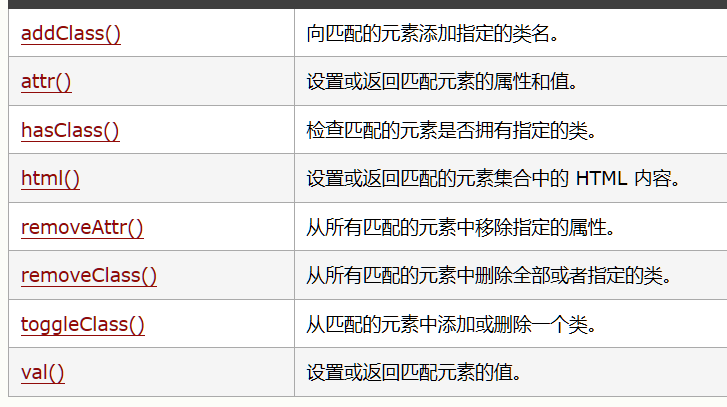 addClass() 向匹配的元素添加指定的类名。
attr() 设置或返回匹配元素的属性和值。
hasClass() 检查匹配的元素是否拥有指定的类。
html() 设置或返回匹配的元素集合中的 HTML 内容。
removeAttr() 从所有匹配的元素中移除指定的属性。
removeClass() 从所有匹配的元素中删除全部或者指定的类。
toggleClass() 从匹配的元素中添加或删除一个类。
val() 设置或返回匹配元素的值。